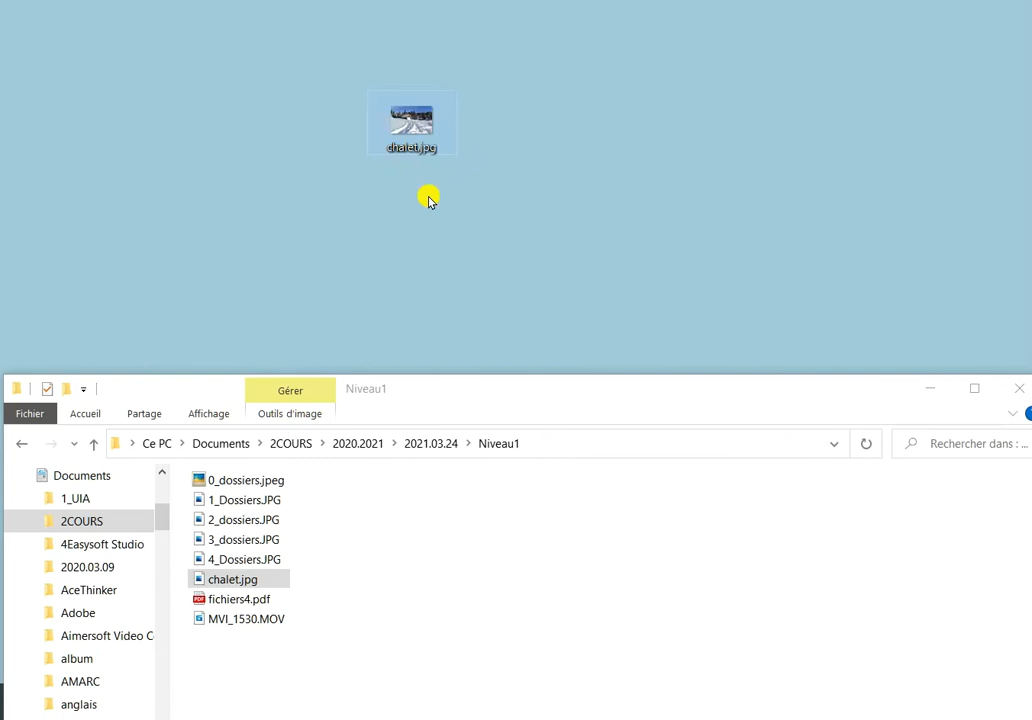 chalet.jpg
Gérer
Niveau1
Fichier
Accueil
Partage
Affichage
Outils d'image
Ce PC > Documents > 2COURS > 2020.2021 > 2021.03.24 > Niveau1
Rechercher dans : ...
Documents
1_UIA
2COURS
4Easysoft Studio
2020.03.09
AceThinker
Adobe
Aimersoft Video C
album
AMARC
anglais
0_dossiers.jpeg
1_Dossiers.JPG
2_dossiers.JPG
3_dossiers.JPG
4_Dossiers.JPG
chalet.jpg
fichiers4.pdf
MVI_1530.MOV